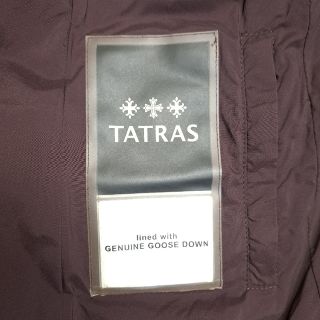 TATRAS
lined with
GENUINE GOOSE DOWN